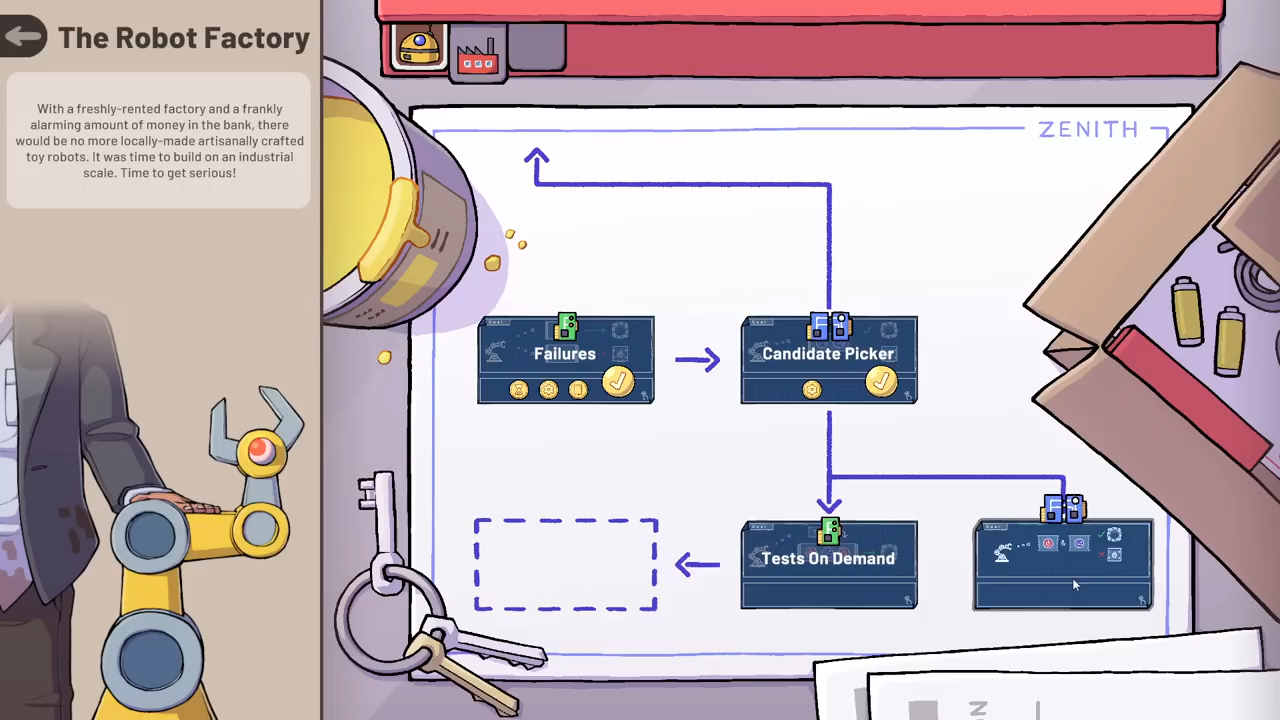 The Robot Factory
With a freshly-rented factory and a frankly
alarming amount of money in the bank, there
would be no more locally-made artisanally crafted
toy robots. It was time to build on an industrial
scale. Time to get serious!
ZENITH
Failures
Candidate Picker
Tests On Demand